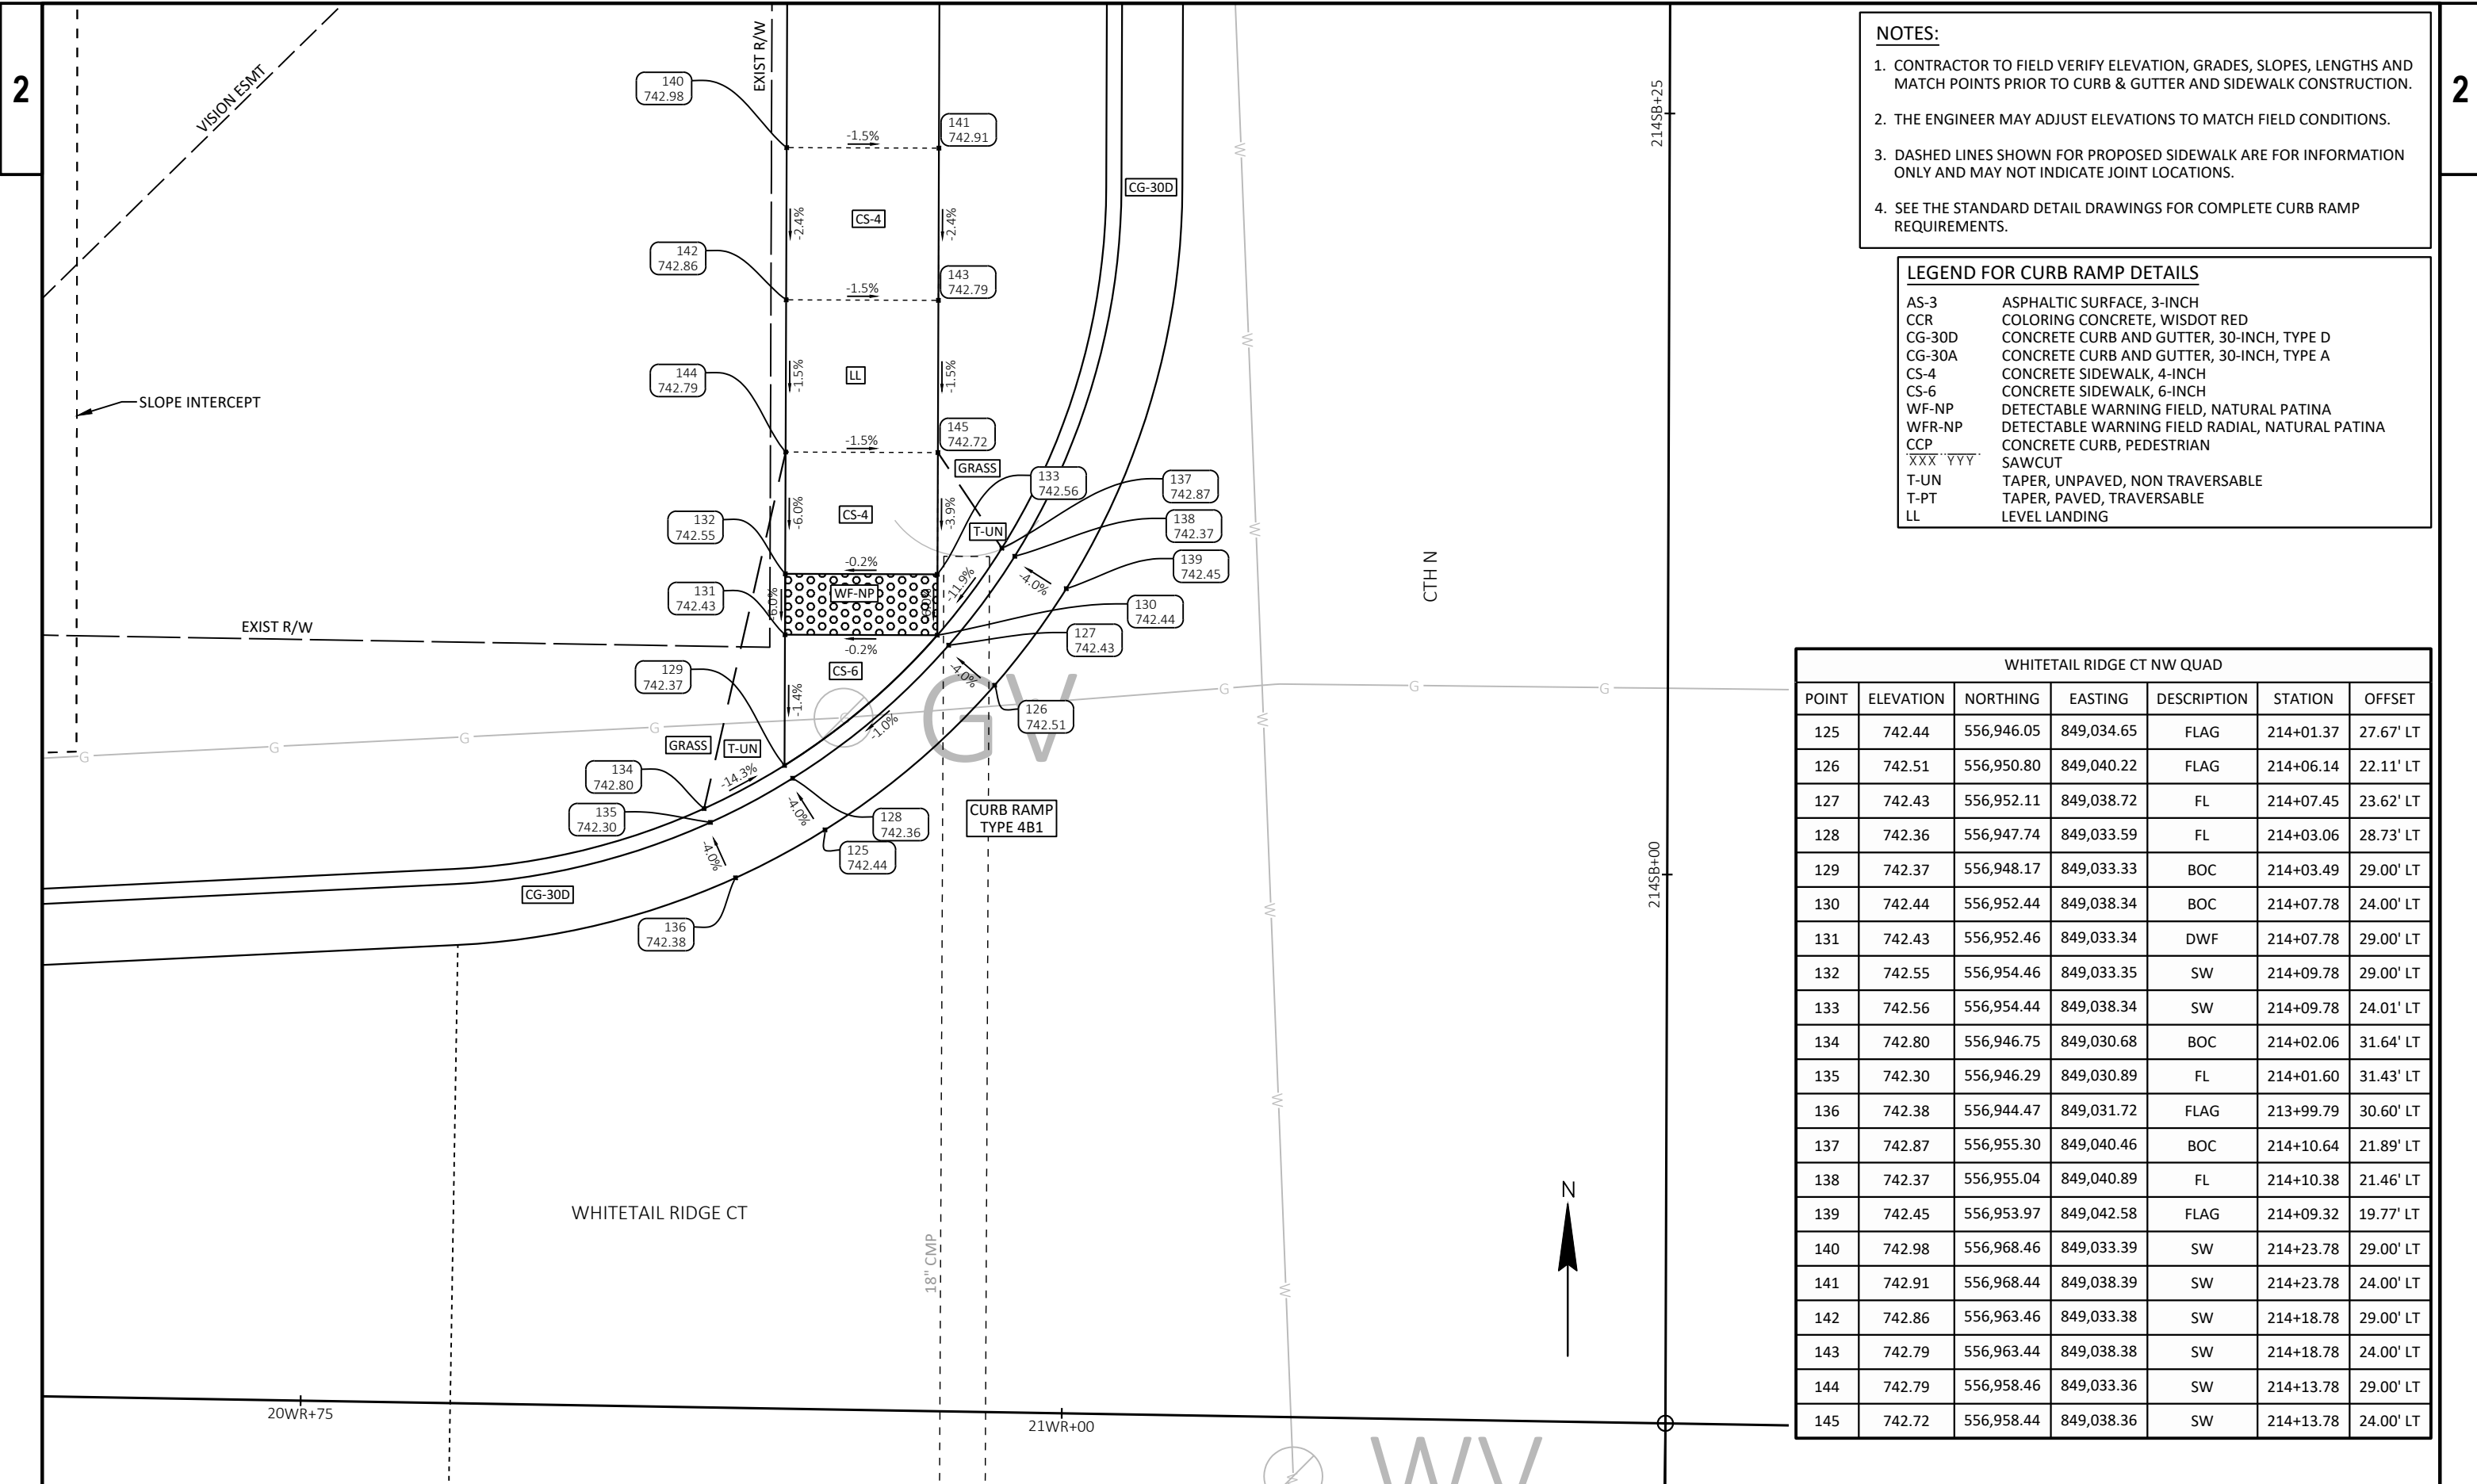 2
2
NOTES:
1. CONTRACTOR TO FIELD VERIFY ELEVATION, GRADES, SLOPES, LENGTHS AND
MATCH POINTS PRIOR TO CURB & GUTTER AND SIDEWALK CONSTRUCTION.
2. THE ENGINEER MAY ADJUST ELEVATIONS TO MATCH FIELD CONDITIONS.
3. DASHED LINES SHOWN FOR PROPOSED SIDEWALK ARE FOR INFORMATION
ONLY AND MAY NOT INDICATE JOINT LOCATIONS.
4. SEE THE STANDARD DETAIL DRAWINGS FOR COMPLETE CURB RAMP
REQUIREMENTS.
LEGEND FOR CURB RAMP DETAILS
AS-3 ASPHALTIC SURFACE, 3-INCH
CCR COLORING CONCRETE, WISDOT RED
CG-30D CONCRETE CURB AND GUTTER, 30-INCH, TYPE D
CG-30A CONCRETE CURB AND GUTTER, 30-INCH, TYPE A
CS-4 CONCRETE SIDEWALK, 4-INCH
CS-6 CONCRETE SIDEWALK, 6-INCH
WF-NP DETECTABLE WARNING FIELD, NATURAL PATINA
WFR-NP DETECTABLE WARNING FIELD RADIAL, NATURAL PATINA
CCP CONCRETE CURB, PEDESTRIAN
XXX YYY SAWCUT
T-UN TAPER, UNPAVED, NON TRAVERSABLE
T-PT TAPER, PAVED, TRAVERSABLE
LL LEVEL LANDING
WHITETAIL RIDGE CT NW QUAD
POINT ELEVATION NORTHING EASTING DESCRIPTION STATION OFFSET
125 742.44 556,946.05 849,034.65 FLAG 214+01.37 27.67' LT
126 742.51 556,950.80 849,040.22 FLAG 214+06.14 22.11' LT
127 742.43 556,952.11 849,038.72 FL 214+07.45 23.62' LT
128 742.36 556,947.74 849,033.59 FL 214+03.06 28.73' LT
129 742.37 556,948.17 849,033.33 BOC 214+03.49 29.00' LT
130 742.44 556,952.44 849,038.34 BOC 214+07.78 24.00' LT
131 742.43 556,952.46 849,033.34 DWF 214+07.78 29.00' LT
132 742.55 556,954.46 849,033.35 SW 214+09.78 29.00' LT
133 742.56 556,954.44 849,038.34 SW 214+09.78 24.01' LT
134 742.80 556,946.75 849,030.68 BOC 214+02.06 31.64' LT
135 742.30 556,946.29 849,030.89 FL 214+01.60 31.43' LT
136 742.38 556,944.47 849,031.72 FLAG 213+99.79 30.60' LT
137 742.87 556,955.30 849,040.46 BOC 214+10.64 21.89' LT
138 742.37 556,955.04 849,040.89 FL 214+10.38 21.46' LT
139 742.45 556,953.97 849,042.58 FLAG 214+09.32 19.77' LT
140 742.98 556,968.46 849,033.39 SW 214+23.78 29.00' LT
141 742.91 556,968.44 849,038.39 SW 214+23.78 24.00' LT
142 742.86 556,963.46 849,033.38 SW 214+18.78 29.00' LT
143 742.79 556,963.44 849,038.38 SW 214+18.78 24.00' LT
144 742.79 556,958.46 849,033.36 SW 214+13.78 29.00' LT
145 742.72 556,958.44 849,038.36 SW 214+13.78 24.00' LT
VISION ESMT
EXIST R/W
SLOPE INTERCEPT
EXIST R/W
140
742.98
141
742.91
-1.5%
CG-30D
-2.4%
CS-4
-2.4%
142
742.86
143
742.79
-1.5%
-1.5%
LL
-1.5%
144
742.79
145
742.72
-1.5%
GRASS
133
742.56
137
742.87
-6.0%
CS-4
-3.9%
132
742.55
T-UN
138
742.37
139
742.45
-0.2%
131
742.43
-6.0%
WF-NP
-11.9%
-4.0%
130
742.44
127
742.43
-0.2%
129
742.37
CS-6
-4.0%
-1.4%
-1.0%
126
742.51
GV
G
G
G
G
G
G
G
GRASS
T-UN
134
742.80
-14.3%
135
742.30
-4.0%
128
742.36
125
742.44
-4.0%
136
742.38
CG-30D
CURB RAMP
TYPE 4B1
W
W
W
W
W
W
W
W
CTH N
214SB+25
214SB+00
WHITETAIL RIDGE CT
18" CMP
N
20WR+75
21WR+00
WV